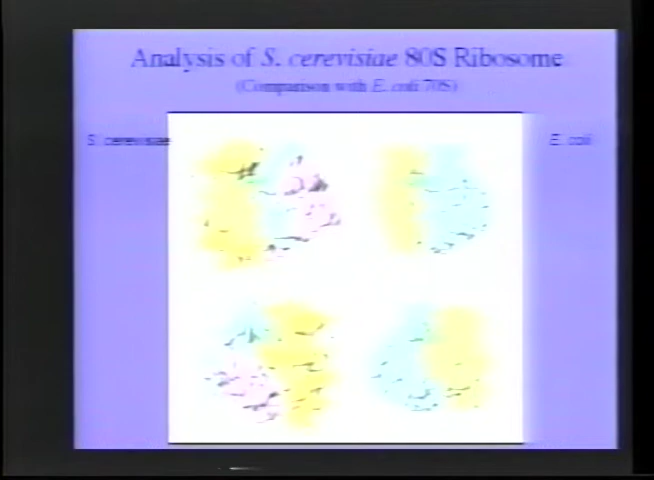 Analysis of S. cerevisiae 80S Ribosome
(Comparison with E. coli 70S)
S. cerevisiae
E. coli